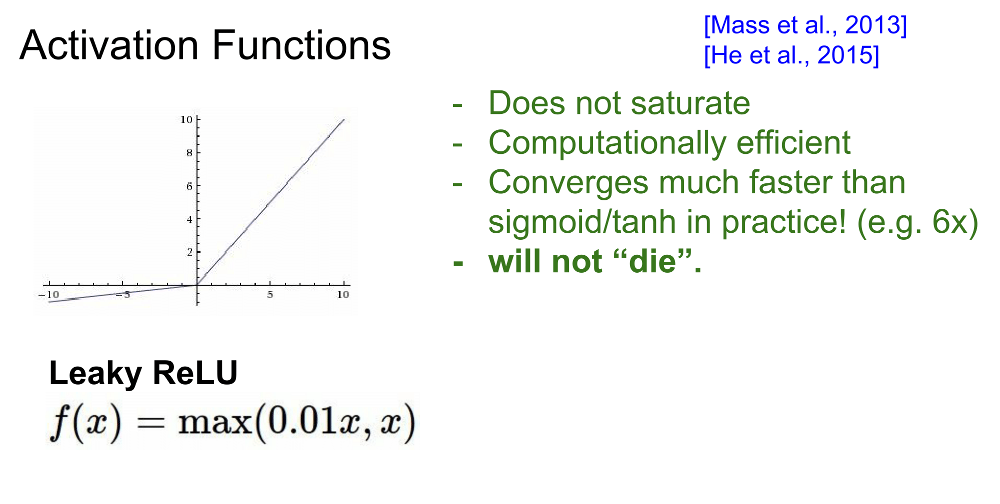 Activation Functions
[Mass et al., 2013]
[He et al., 2015]
- Does not saturate
- Computationally efficient
- Converges much faster than
sigmoid/tanh in practice! (e.g. 6x)
- will not “die”.
10
8
6
4
2
−10 −5 5 10
Leaky ReLU
f(x) = max(0.01x, x)